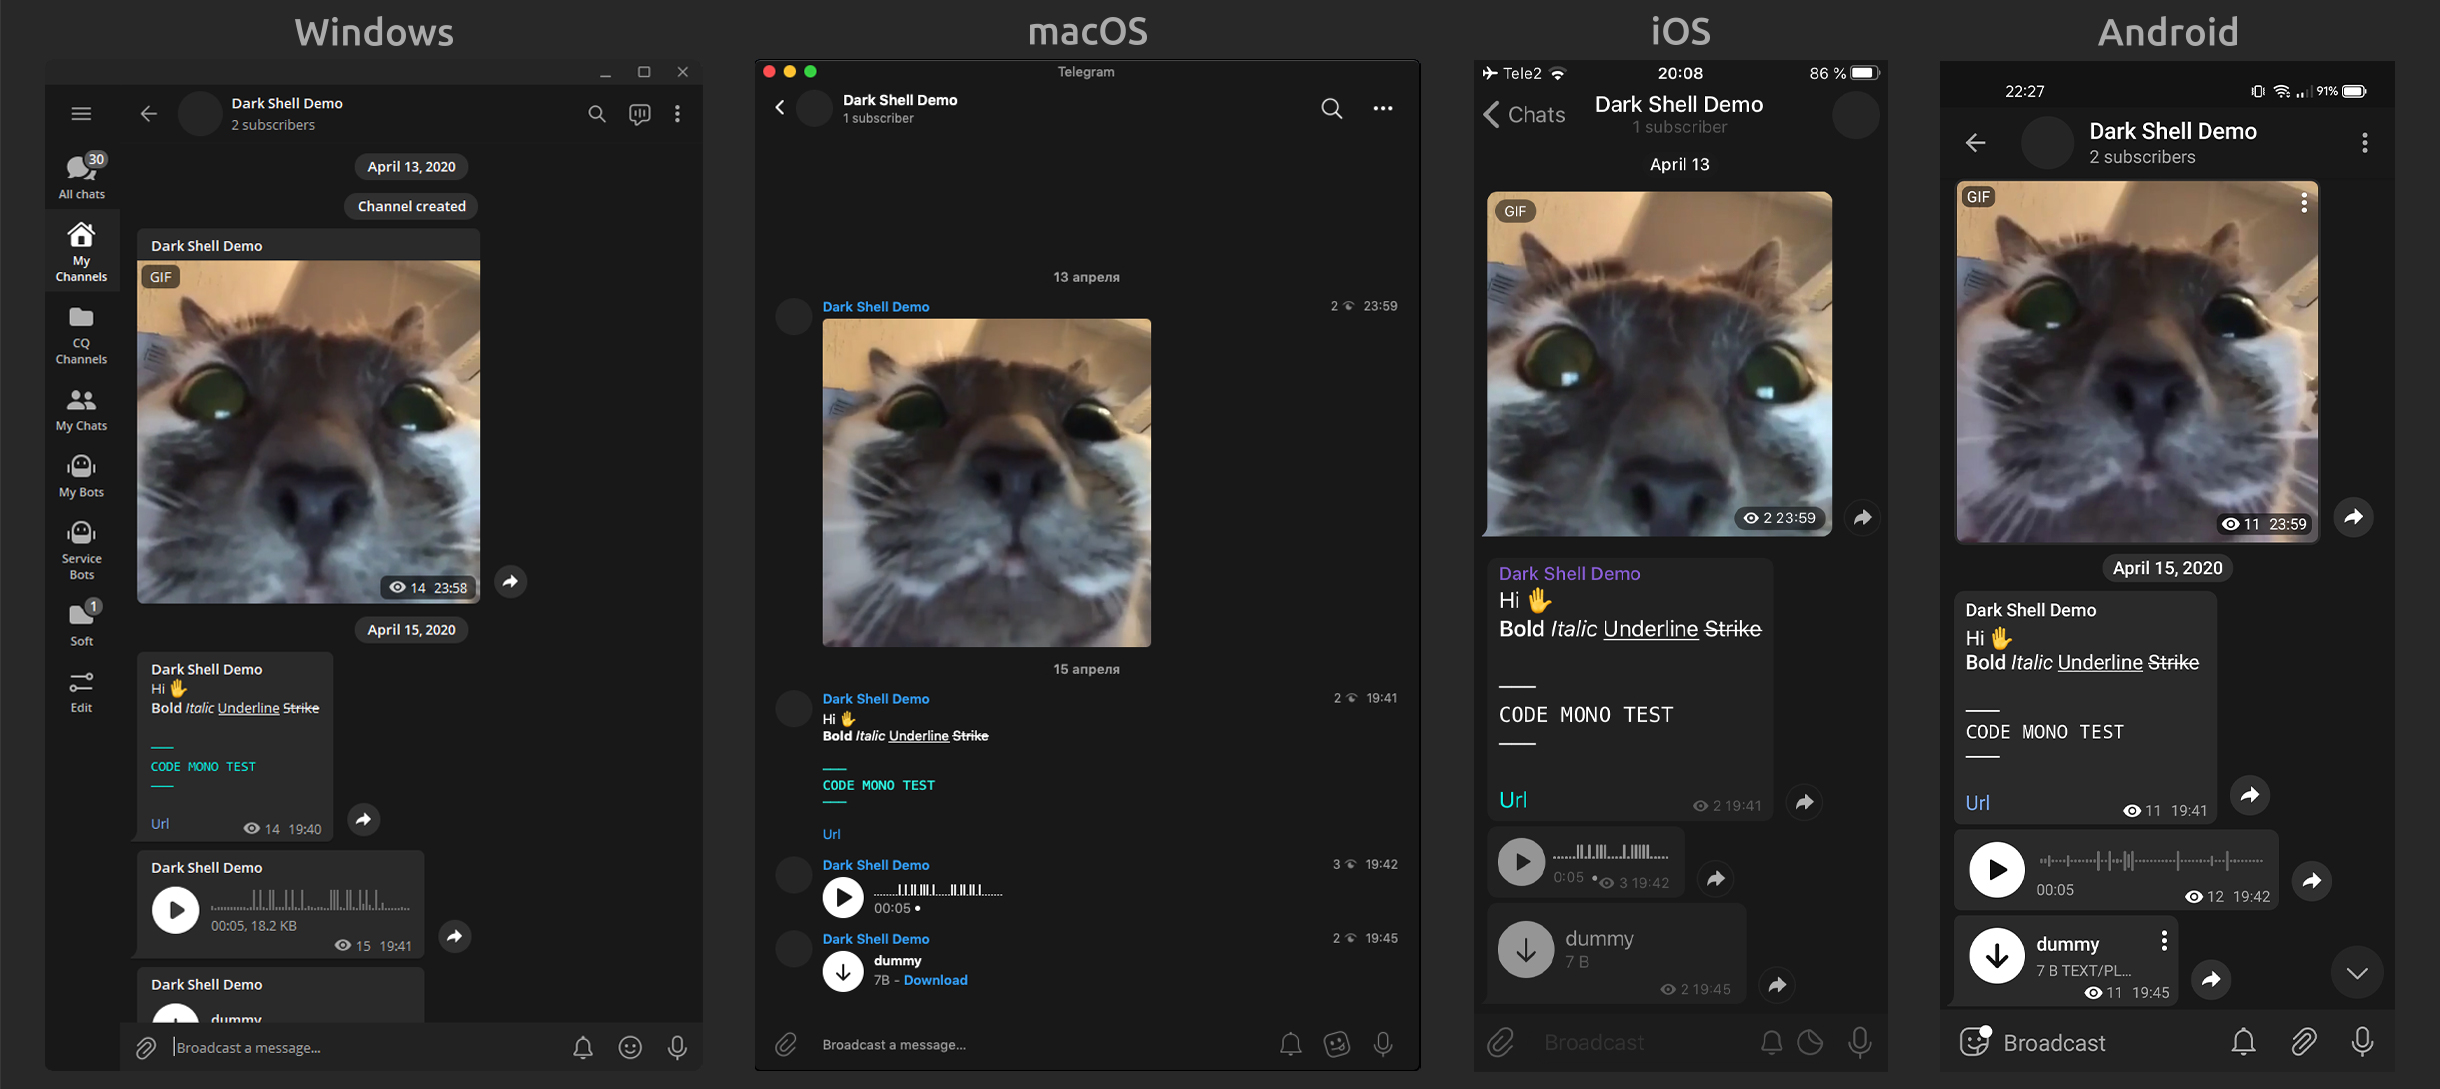 Windows
Dark Shell Demo
2 subscribers
30
All chats
My
Channels
CQ
Channels
My Chats
My Bots
Service
Bots
1
Soft
Edit
April 13, 2020
Channel created
Dark Shell Demo
GIF
14 23:58
April 15, 2020
Dark Shell Demo
Hi 🖐
Bold Italic Underline Strike
___
CODE MONO TEST
___
Url
14 19:40
Dark Shell Demo
00:05, 18.2 KB
15 19:41
Dark Shell Demo
dummy
Broadcast a message...
macOS
Telegram
Dark Shell Demo
1 subscriber
13 апреля
Dark Shell Demo 2 23:59
15 апреля
Dark Shell Demo 2 19:41
Hi 🖐
Bold Italic Underline Strike
___
CODE MONO TEST
___
Url
Dark Shell Demo 3 19:42
00:05
Dark Shell Demo 2 19:45
dummy
7B - Download
Broadcast a message...
iOS
Tele2 20:08 86 %
Chats
Dark Shell Demo
1 subscriber
April 13
GIF
2 23:59
Dark Shell Demo
Hi 🖐
Bold Italic Underline Strike
___
CODE MONO TEST
___
Url
2 19:41
0:05 3 19:42
dummy
7 B
2 19:45
Broadcast
Android
22:27 91%
Dark Shell Demo
2 subscribers
GIF
11 23:59
April 15, 2020
Dark Shell Demo
Hi 🖐
Bold Italic Underline Strike
___
CODE MONO TEST
___
Url
11 19:41
00:05
12 19:42
dummy
7 B TEXT/PL...
11 19:45
Broadcast